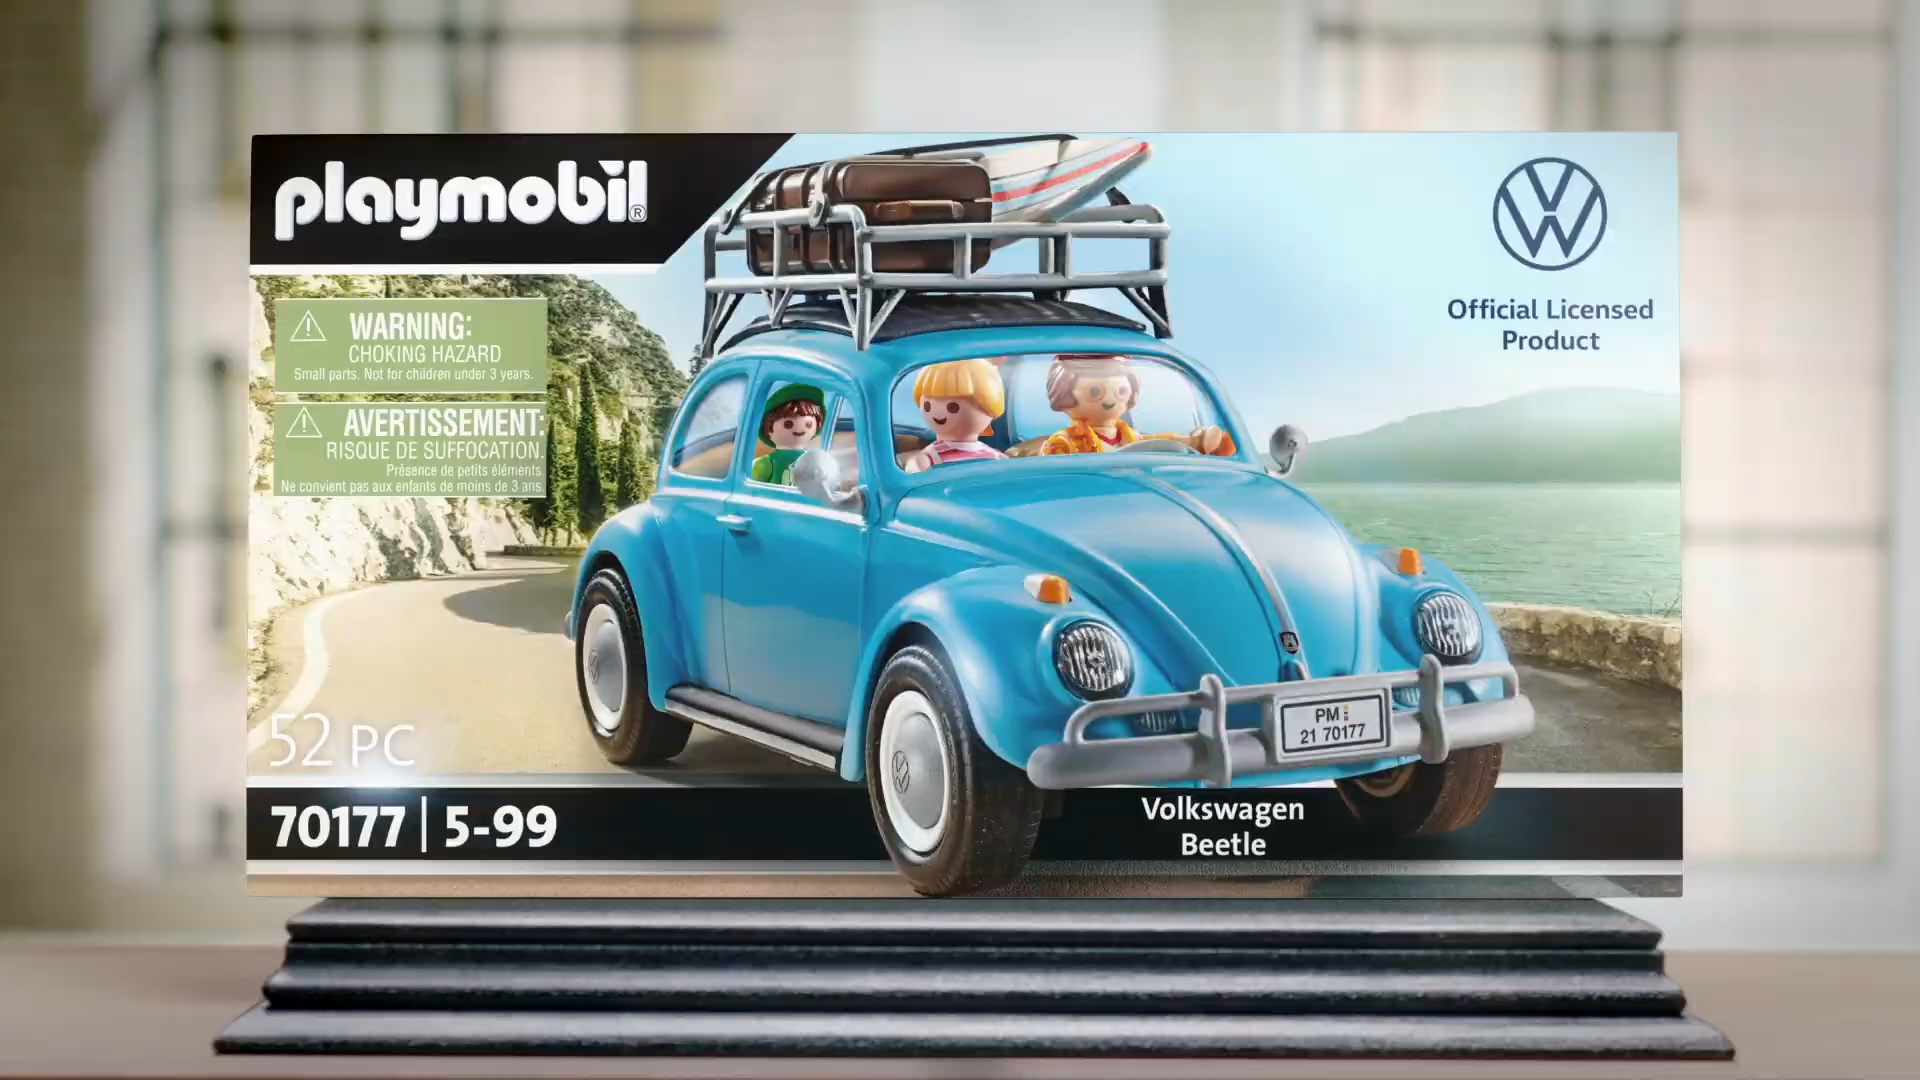 playmobil®
WARNING:
CHOKING HAZARD
Small parts. Not for children under 3 years.
AVERTISSEMENT:
RISQUE DE SUFFOCATION.
Présence de petits éléments.
Ne convient pas aux enfants de moins de 3 ans.
Official Licensed
Product
PM
21 70177
52 PC
70177 | 5-99
Volkswagen
Beetle